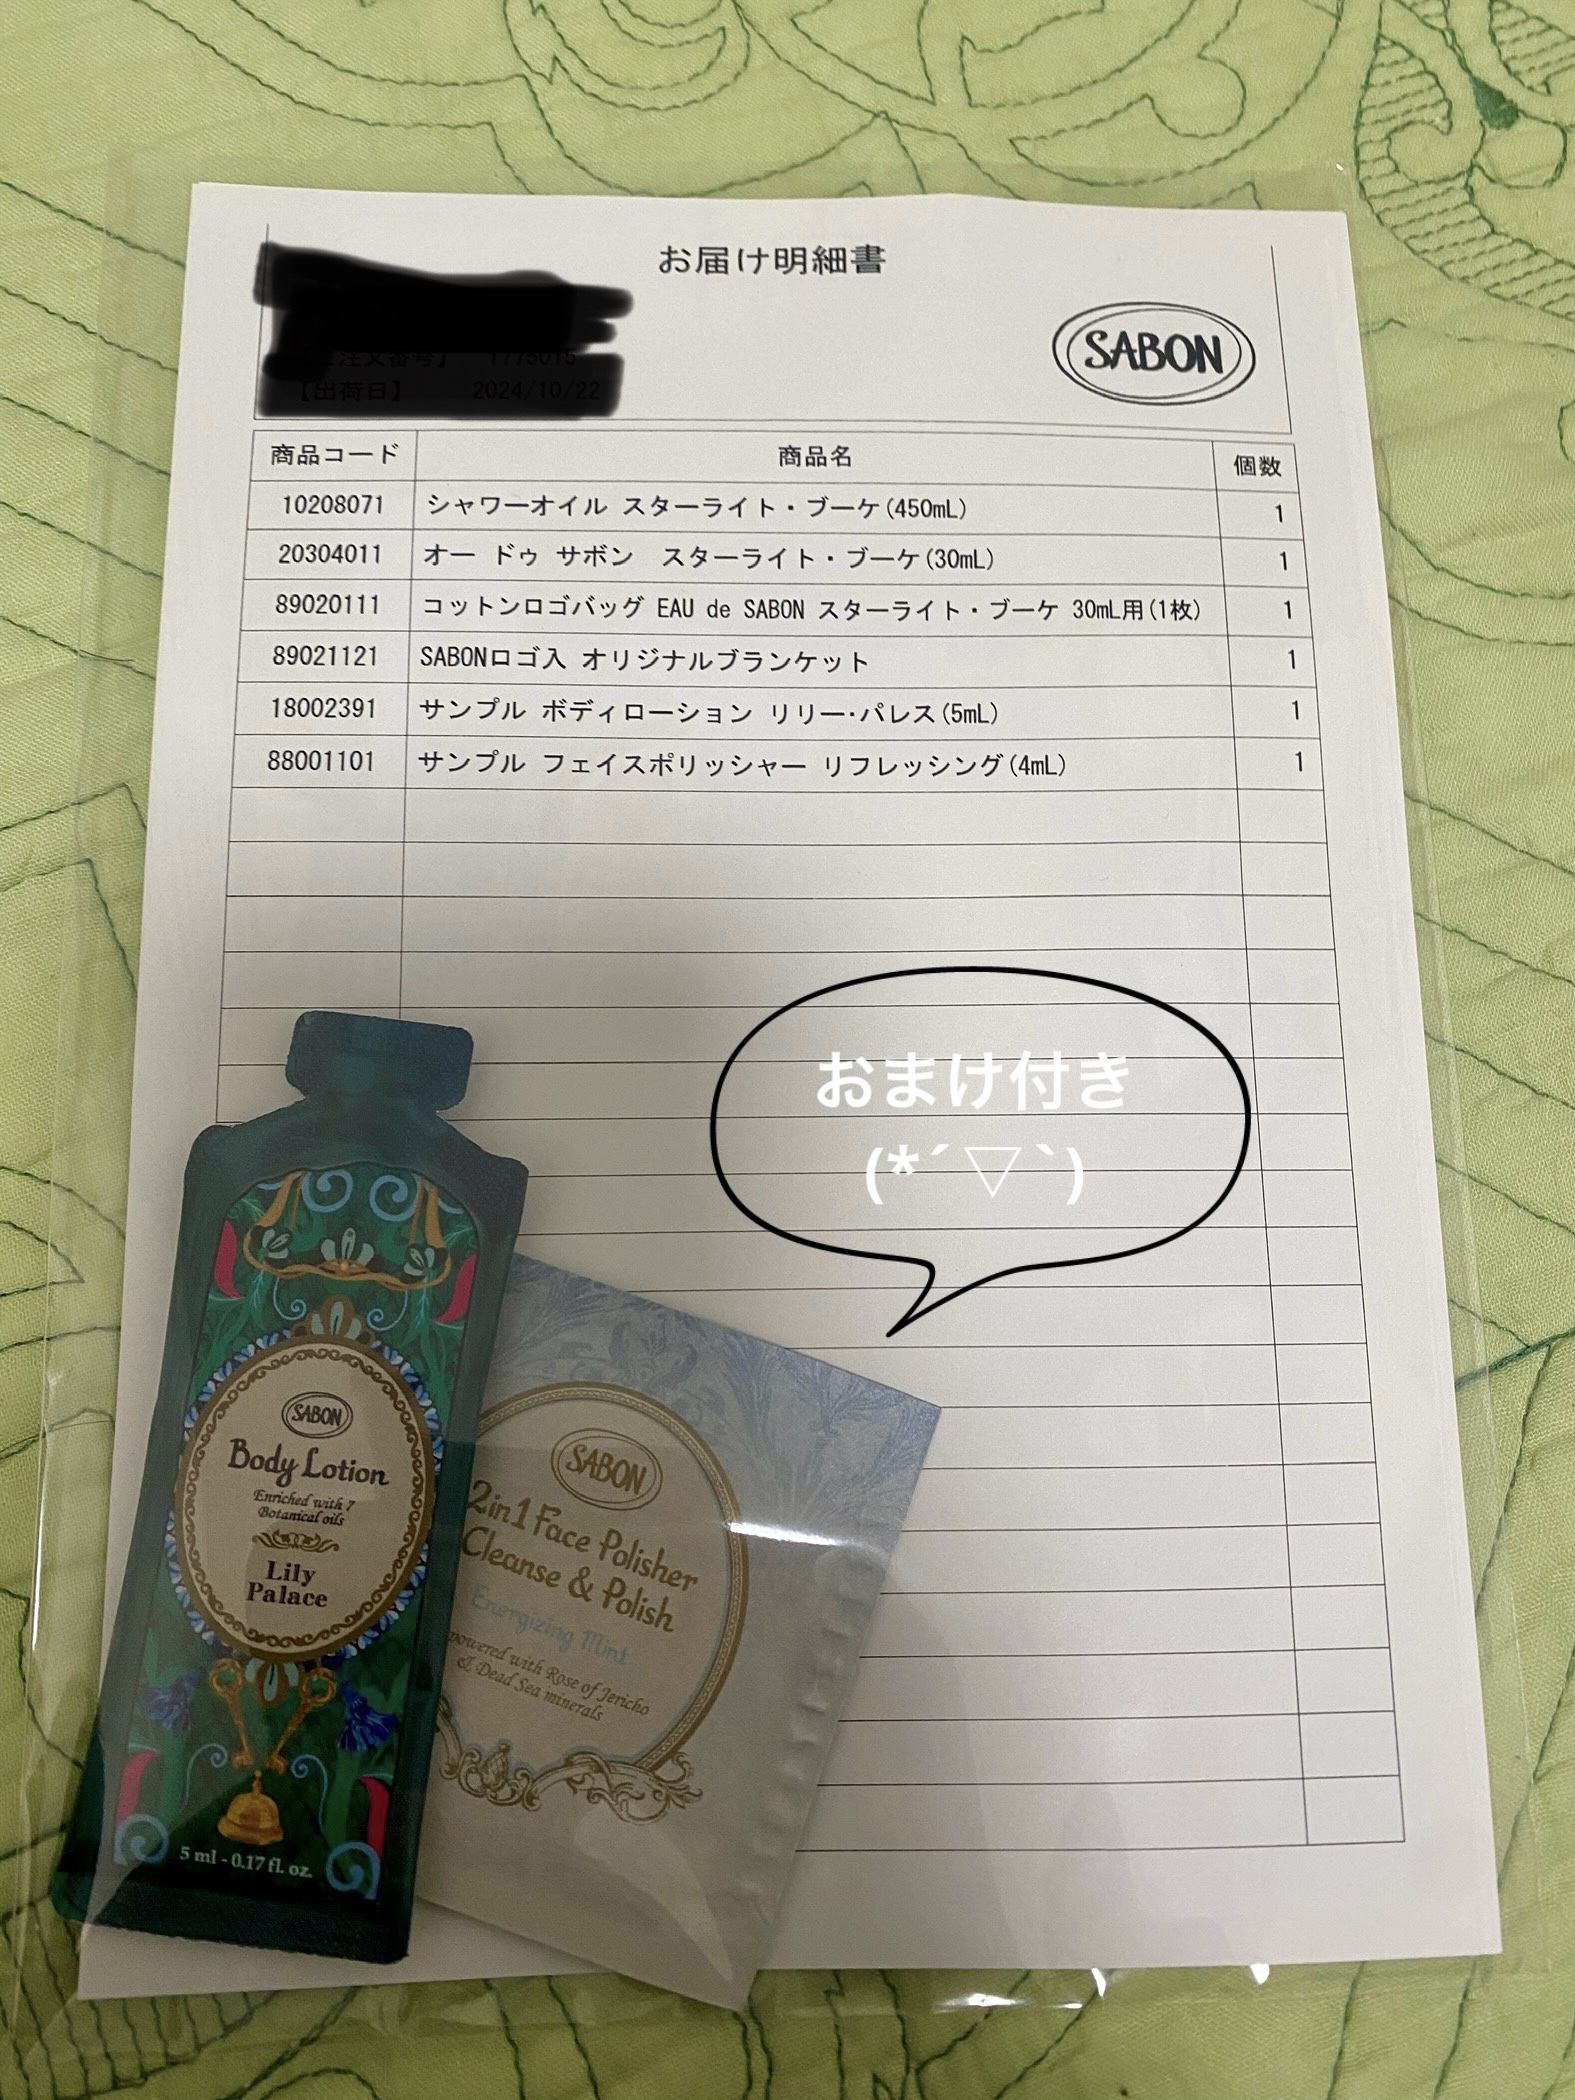 お届け明細書
SABON
【出荷日】 2024/10/22
商品コード 商品名 個数
10208071 シャワーオイル スターライト・ブーケ(450mL) 1
20304011 オー ドゥ サボン スターライト・ブーケ(30mL) 1
89020111 コットンロゴバッグ EAU de SABON スターライト・ブーケ 30mL用(1枚) 1
89021121 SABONロゴ入 オリジナルブランケット 1
18002391 サンプル ボディローション リリー・パレス(5mL) 1
88001101 サンプル フェイスポリッシャー リフレッシング(4mL) 1
おまけ付き
(*´▽`)
SABON
Body Lotion
Enriched with 7
Botanical oils
Lily
Palace
5 ml - 0.17 fl. oz.
SABON
2in1 Face Polisher
Cleanse & Polish
Energizing Mint
powered with Rose of Jericho
& Dead Sea minerals